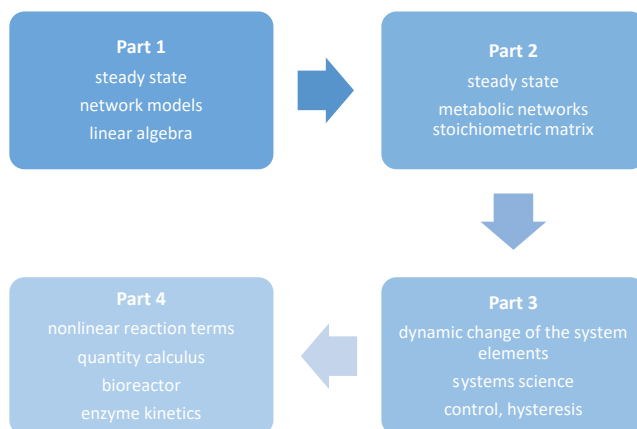 Part 1
steady state
network models
linear algebra
Part 2
steady state
metabolic networks
stoichiometric matrix
Part 3
dynamic change of the system
elements
systems science
control, hysteresis
Part 4
nonlinear reaction terms
quantity calculus
bioreactor
enzyme kinetics